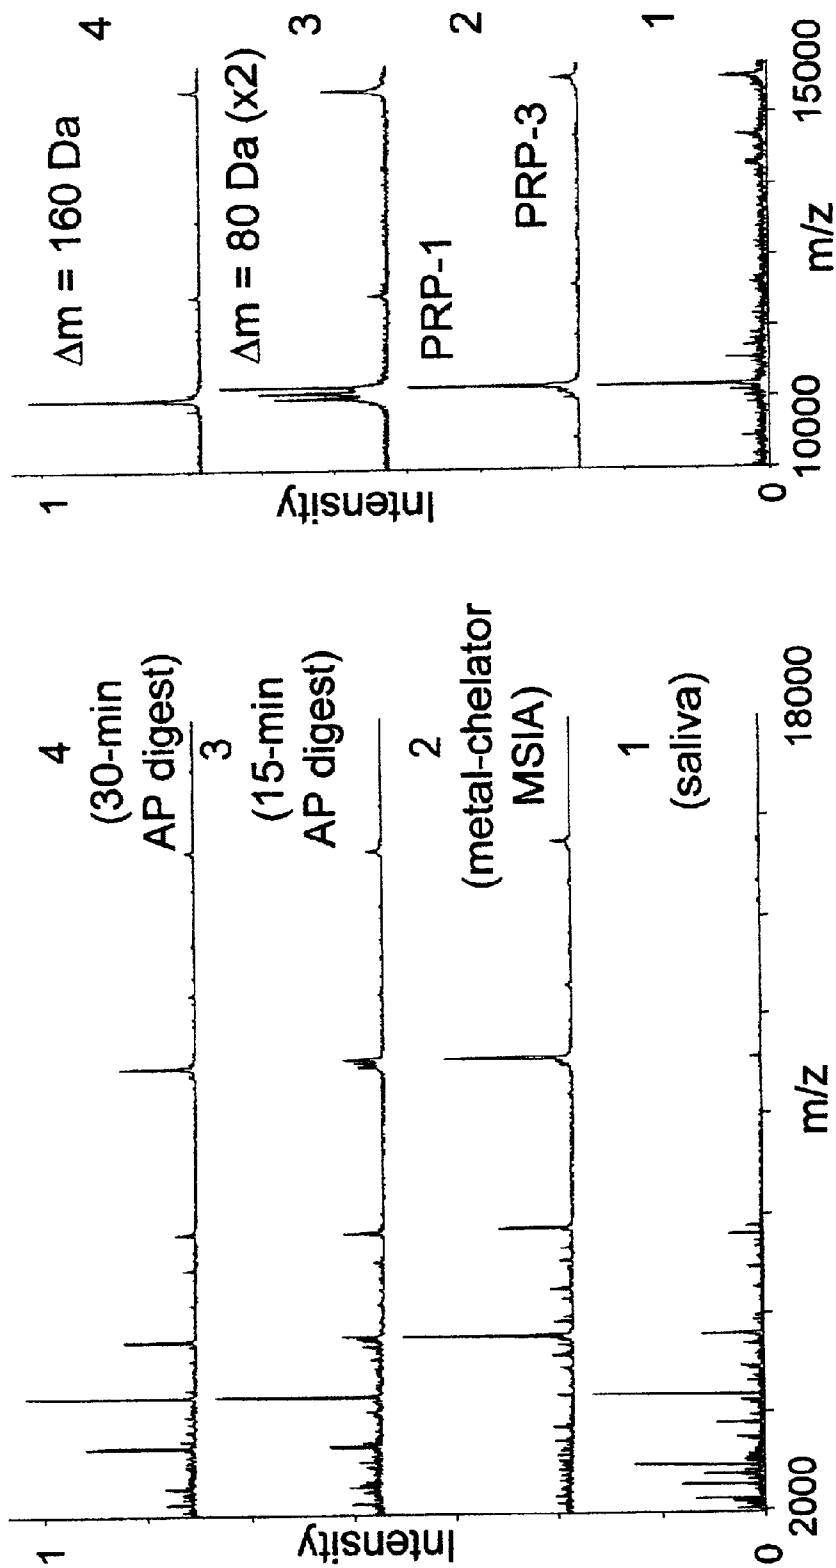 1
Intensity
0
4
(30-min
AP digest)
3
(15-min
AP digest)
2
(metal-chelator
MSIA)
1
(saliva)
2000
m/z
18000
1
Intensity
0
Δm = 160 Da
4
Δm = 80 Da (x2)
3
PRP-1
2
PRP-3
1
10000
m/z
15000